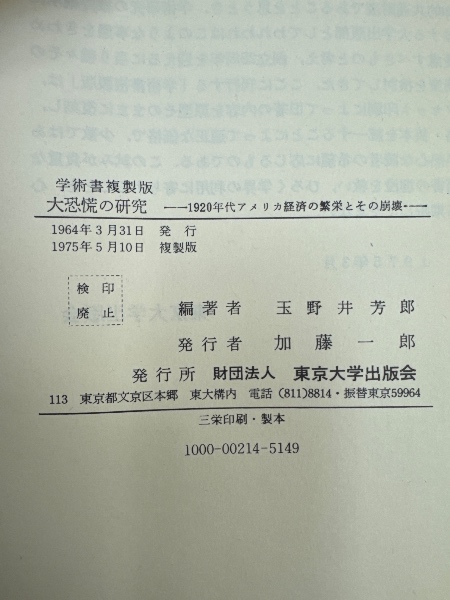 学術書複製版
大恐慌の研究 ――1920年代アメリカ経済の繁栄とその崩壊――
1964年3月31日 発行
1975年5月10日 複製版
検印
廃止
編著者 玉野井芳郎
発行者 加藤一郎
発行所 財団法人 東京大学出版会
113 東京都文京区本郷 東大構内 電話(811)8814・振替東京59964
三栄印刷・製本
1000-00214-5149